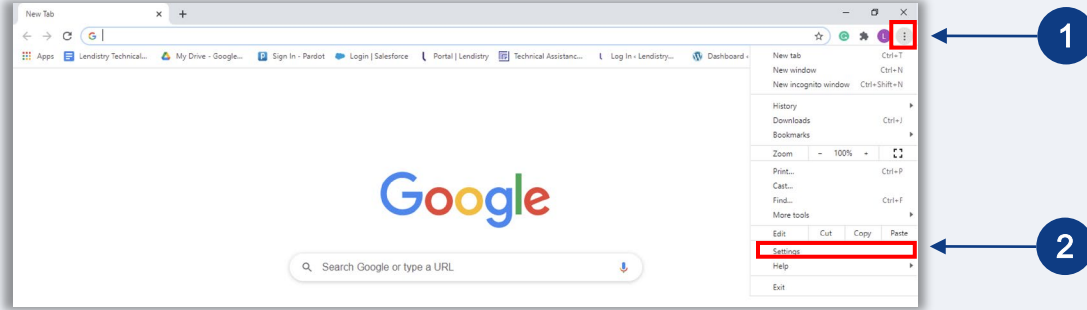 New Tab
1
G
L
Apps Lendistry Technical... My Drive - Google... Sign In - Pardot Login | Salesforce Portal | Lendistry Technical Assistanc... Log In ‹ Lendistry... Dashboard ‹
New tab Ctrl+T
New window Ctrl+N
New incognito window Ctrl+Shift+N
History
Downloads Ctrl+J
Bookmarks
Zoom - 100% +
Print... Ctrl+P
Cast...
Find... Ctrl+F
More tools
Edit Cut Copy Paste
Settings
2
Help
Exit
Google
Search Google or type a URL